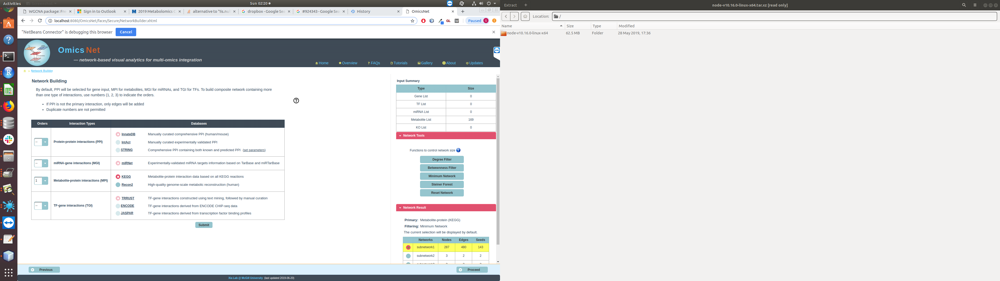 Activities
Screenshot
Sun 02:20
Extract
node-v10.16.0-linux-x64.tar.xz [read only]
WGCNA package: Fre
Sign in to Outlook
2019 Metabolomics C
alternative to "!is.nul
dropbox - Google Sea
#924343 - Google Sea
History
OmicsNet
Location: /
localhost:8080/OmicsNet/faces/Secure/NetworkBuilder.xhtml
GL
W
Paused
G
Name Size Type Modified
"NetBeans Connector" is debugging this browser
Cancel
node-v10.16.0-linux-x64 62.5 MB Folder 28 May 2019, 17:36
OmicsNet
— network-based visual analytics for multi-omics integration
Home Overview FAQs Tutorials Gallery About Updates
Network Builder
Network Building
By default, PPI will be selected for gene input, MPI for metabolites, MGI for miRNAs, and TGI for TFs. To build composite network containing more
than one type of interactions, use numbers (1, 2, 3) to indicate the orders.
If PPI is not the primary interaction, only edges will be added
Duplicate numbers are not permitted
Orders Interaction Types Databases
-- Protein-protein interactions (PPI)
InnateDB Manually curated comprehensive PPI (human/mouse)
IntAct Manually curated experimentally validated PPI
STRING Comprehensive PPI containing both known and predicted PPI (set parameters)
-- miRNA-gene interacitons (MGI)
miRNet Experimentally-validated miRNA targets information based on TarBase and miRTarBase
1 Metabolite-protein interactions (MPI)
KEGG Metabolite-protein interaction data based on all KEGG reactions
Recon2 High-quality genome-scale metabolic reconstruction (human)
-- TF-gene interactions (TGI)
TRRUST TF-gene interactions constructed using text mining, followed by manual curation
ENCODE TF-gene interactions derived from ENCODE CHIP-seq data
JASPAR TF-gene interactions derived from transcription factor binding profiles
Submit
Input Summary
Type Size
Gene List 0
TF List 0
miRNA List 0
Metabolite List 169
KO List 0
Network Tools
Functions to control network size
Degree Filter
Betweenness Filter
Minimum Network
Steiner Forest
Reset Network
Network Result
Primary: Metabolite-protein (KEGG)
Filtering: Minimum Network
The current selection will be displayed by default.
Networks Nodes Edges Seeds
subnetwork1 287 480 143
subnetwork2 3 2 2
Previous
Proceed
Xia Lab @ McGill University (last updated 2019-06-20)